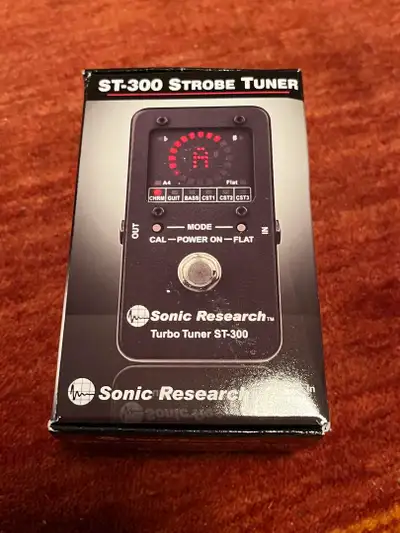 ST-300 STROBE TUNER
A
A4 Flat
CHRM GUIT BASS CST1 CST2 CST3
MODE
CAL POWER ON FLAT
OUT
IN
Sonic Research™
Turbo Tuner ST-300
Sonic Research